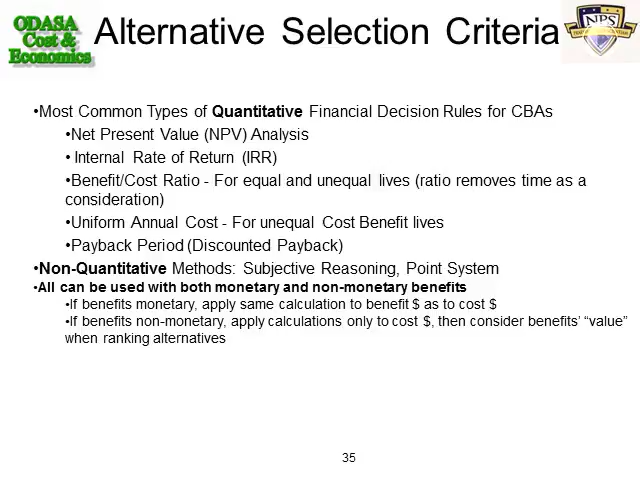 ODASA
Cost &
Economics
Alternative Selection Criteria
NPS
•Most Common Types of Quantitative Financial Decision Rules for CBAs
•Net Present Value (NPV) Analysis
• Internal Rate of Return (IRR)
•Benefit/Cost Ratio - For equal and unequal lives (ratio removes time as a
consideration)
•Uniform Annual Cost - For unequal Cost Benefit lives
•Payback Period (Discounted Payback)
•Non-Quantitative Methods: Subjective Reasoning, Point System
•All can be used with both monetary and non-monetary benefits
•If benefits monetary, apply same calculation to benefit $ as to cost $
•If benefits non-monetary, apply calculations only to cost $, then consider benefits’ “value”
when ranking alternatives
35